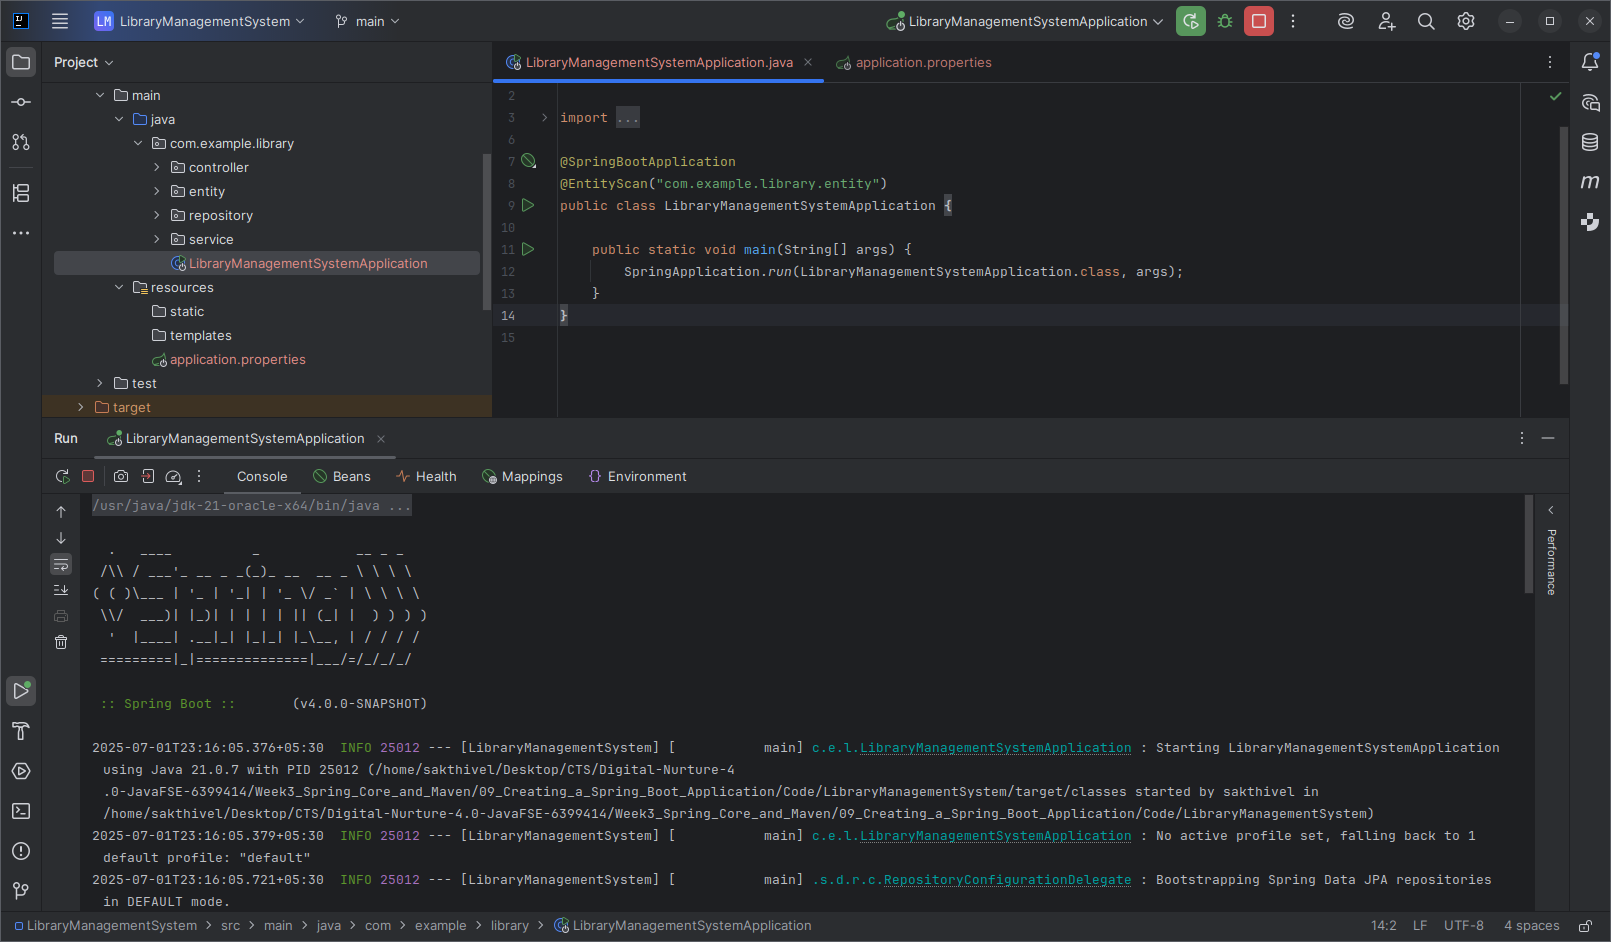 LM LibraryManagementSystem main LibraryManagementSystemApplication
Project
main
java
com.example.library
controller
entity
repository
service
LibraryManagementSystemApplication
resources
static
templates
application.properties
test
target
LibraryManagementSystemApplication.java application.properties
2
3 import ...
6
7 @SpringBootApplication
8 @EntityScan("com.example.library.entity")
9 public class LibraryManagementSystemApplication {
10
11 public static void main(String[] args) {
12 SpringApplication.run(LibraryManagementSystemApplication.class, args);
13 }
14 }
15
Run LibraryManagementSystemApplication
Console Beans Health Mappings Environment
/usr/java/jdk-21-oracle-x64/bin/java ...
  .   ____          _            __ _ _
 /\\ / ___'_ __ _ _(_)_ __  __ _ \ \ \ \
( ( )\___ | '_ | '_| | '_ \/ _` | \ \ \ \
 \\/  ___)| |_)| | | | | || (_| |  ) ) ) )
  '  |____| .__|_| |_|_| |_\__, | / / / /
 =========|_|==============|___/=/_/_/_/
:: Spring Boot :: (v4.0.0-SNAPSHOT)
2025-07-01T23:16:05.376+05:30 INFO 25012 --- [LibraryManagementSystem] [ main] c.e.l.LibraryManagementSystemApplication : Starting LibraryManagementSystemApplication
using Java 21.0.7 with PID 25012 (/home/sakthivel/Desktop/CTS/Digital-Nurture-4
.0-JavaFSE-6399414/Week3_Spring_Core_and_Maven/09_Creating_a_Spring_Boot_Application/Code/LibraryManagementSystem/target/classes started by sakthivel in
/home/sakthivel/Desktop/CTS/Digital-Nurture-4.0-JavaFSE-6399414/Week3_Spring_Core_and_Maven/09_Creating_a_Spring_Boot_Application/Code/LibraryManagementSystem)
2025-07-01T23:16:05.379+05:30 INFO 25012 --- [LibraryManagementSystem] [ main] c.e.l.LibraryManagementSystemApplication : No active profile set, falling back to 1
default profile: "default"
2025-07-01T23:16:05.721+05:30 INFO 25012 --- [LibraryManagementSystem] [ main] .s.d.r.c.RepositoryConfigurationDelegate : Bootstrapping Spring Data JPA repositories
in DEFAULT mode.
Performance
LibraryManagementSystem > src > main > java > com > example > library > LibraryManagementSystemApplication 14:2 LF UTF-8 4 spaces